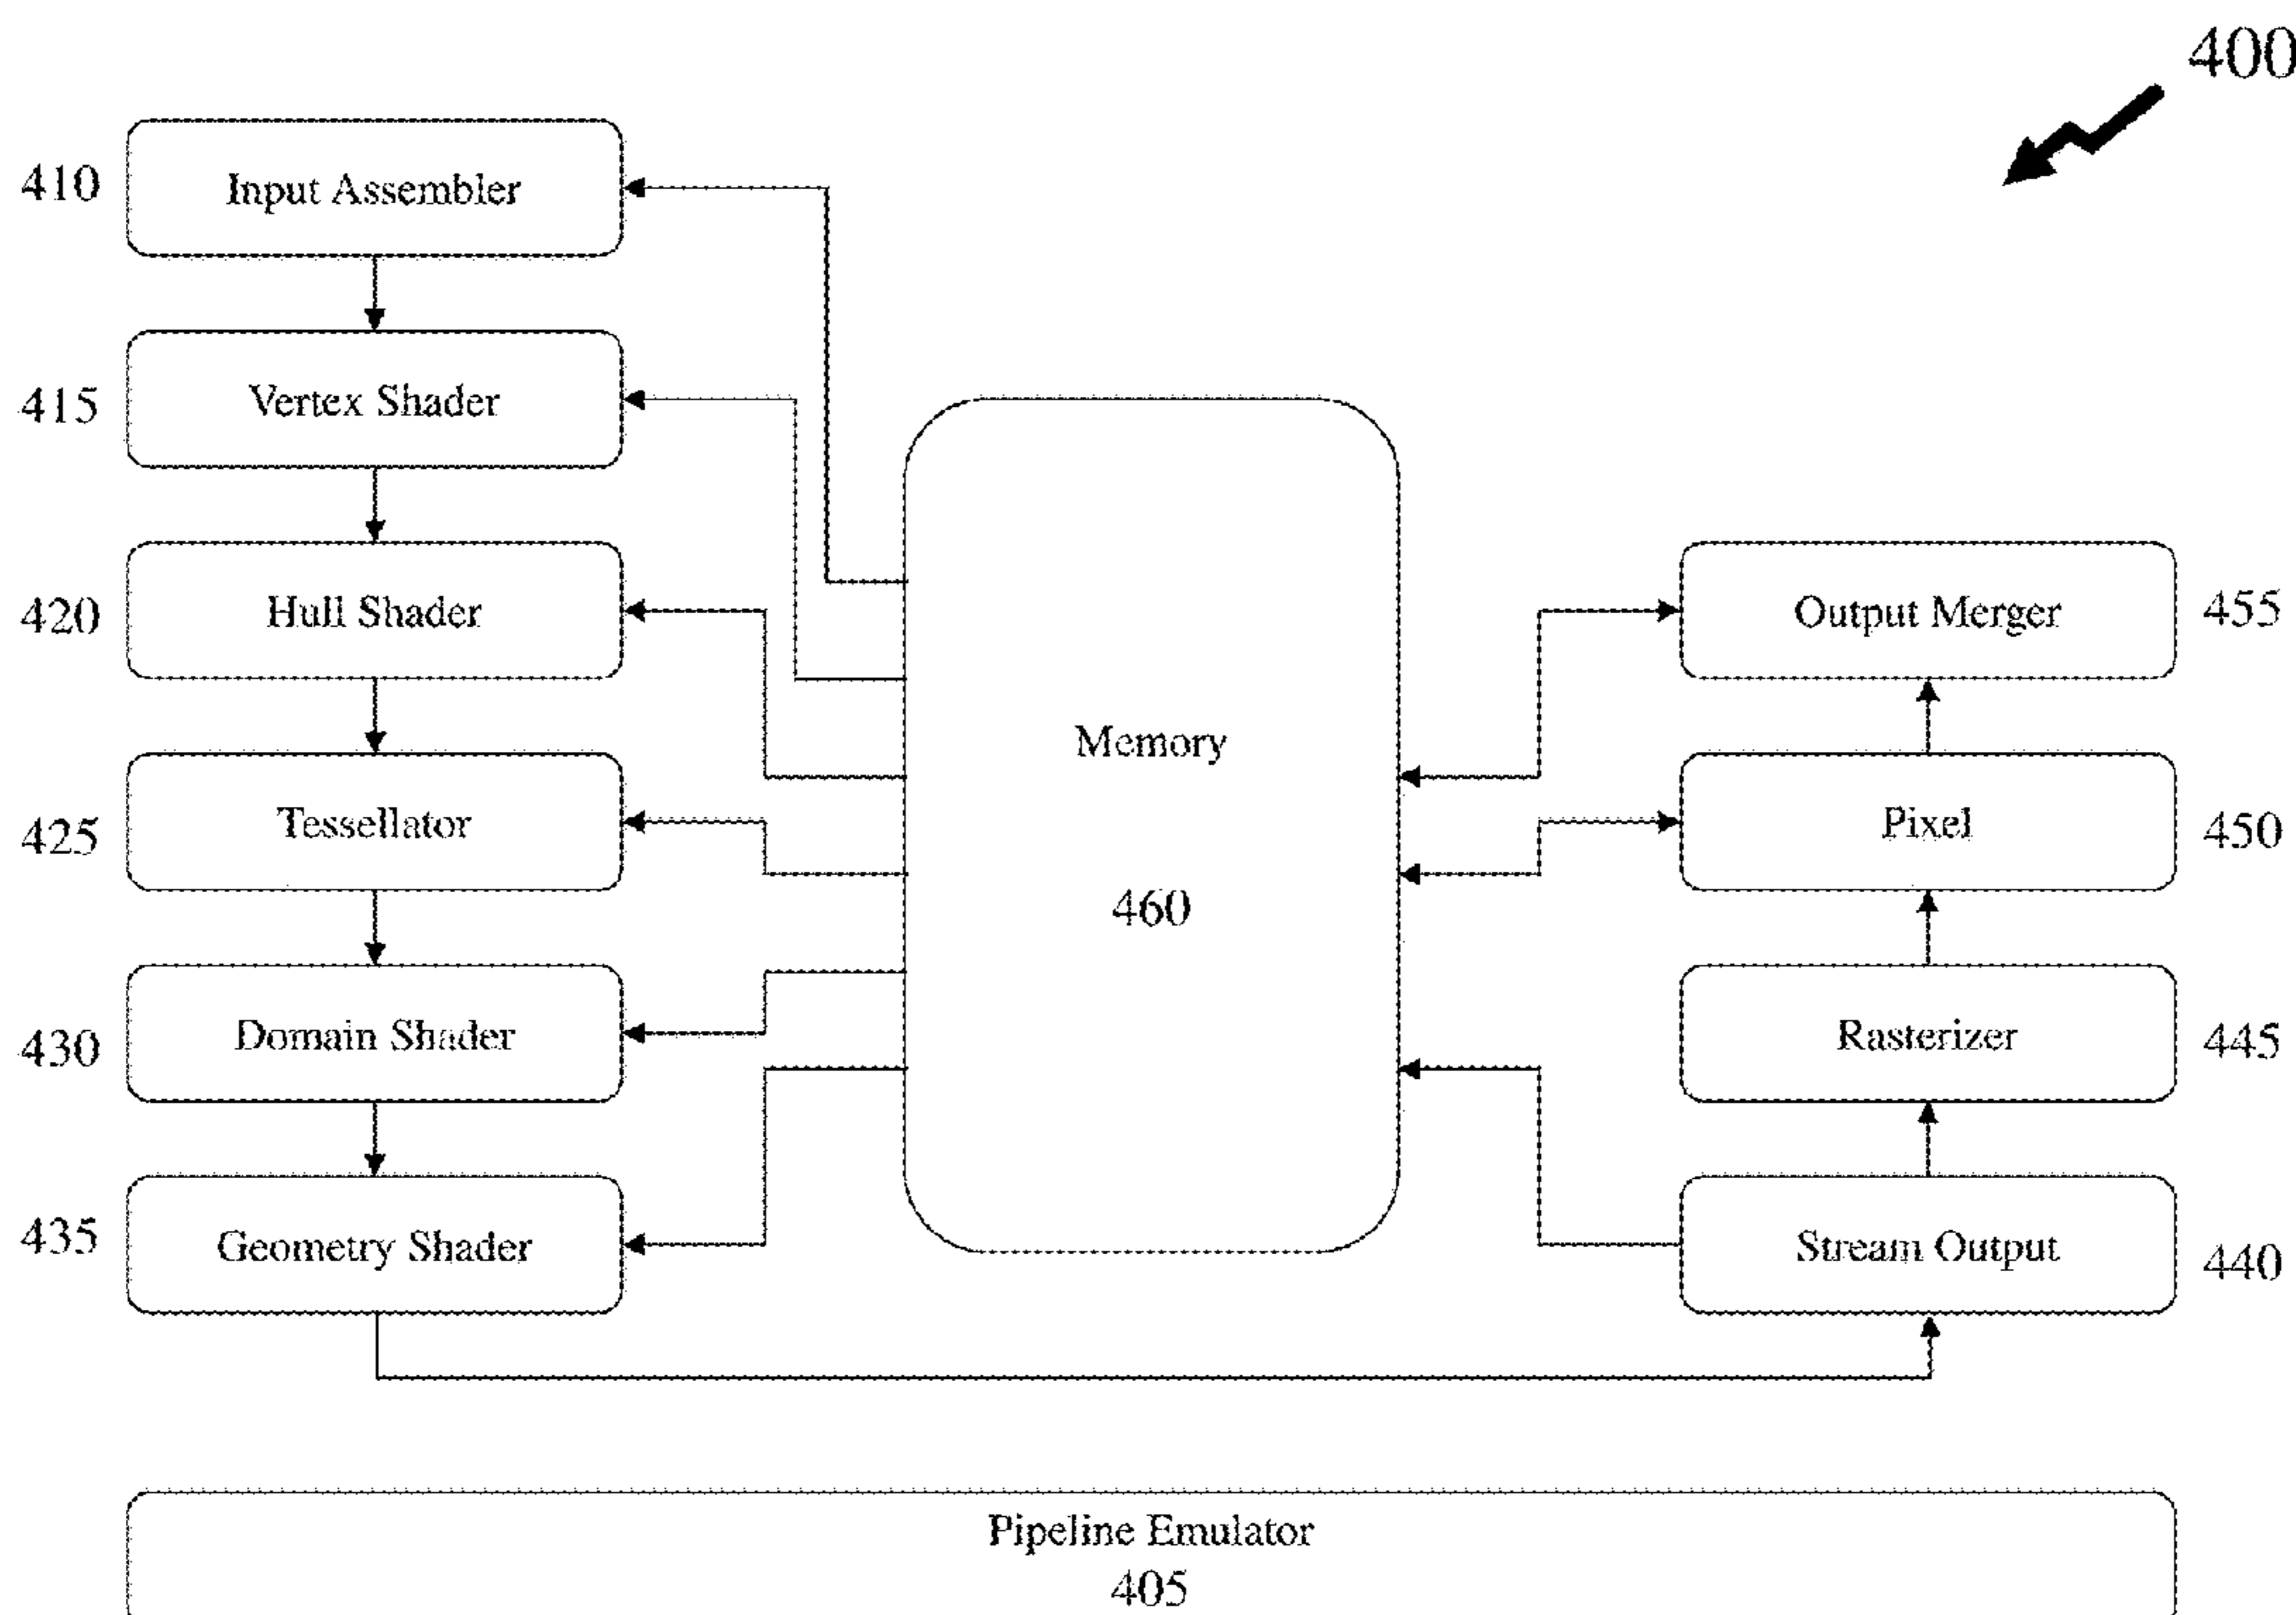 400
410
Input Assembler
415
Vertex Shader
420
Hull Shader
425
Tessellator
430
Domain Shader
435
Geometry Shader
Memory
460
Output Merger
455
Pixel
450
Rasterizer
445
Stream Output
440
Pipeline Emulator
405